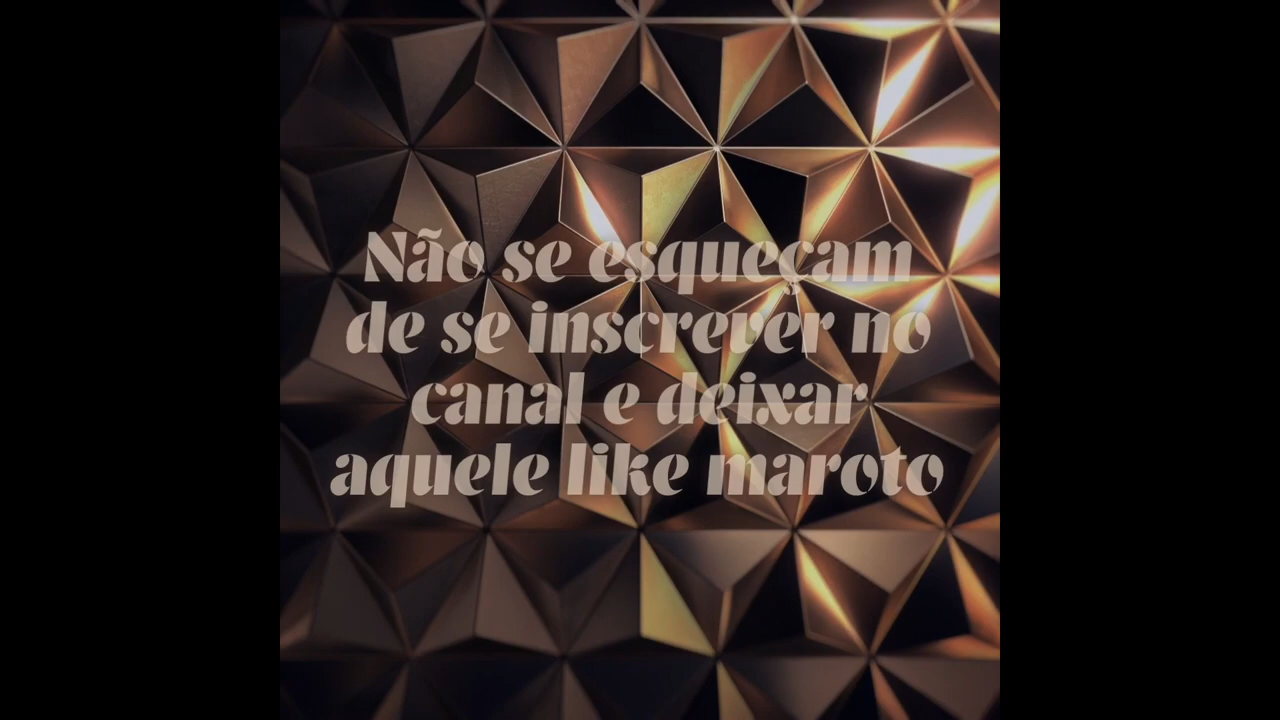 Não se esqueçam
de se inscrever no
canal e deixar
aquele like maroto